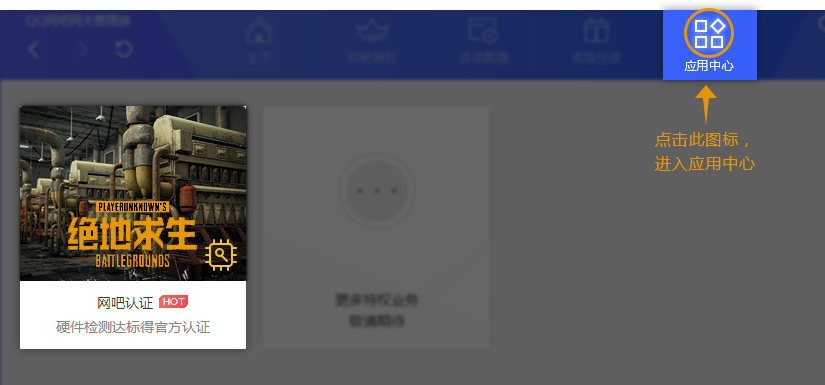 QQ网吧网关管理端
主页
网吧特权
活动配置
奖励任务
应用中心
点击此图标，
进入应用中心
PLAYERUNKNOWN'S
绝地求生
BATTLEGROUNDS
网吧认证 HOT
硬件检测达标得官方认证
更多特权业务
敬请期待